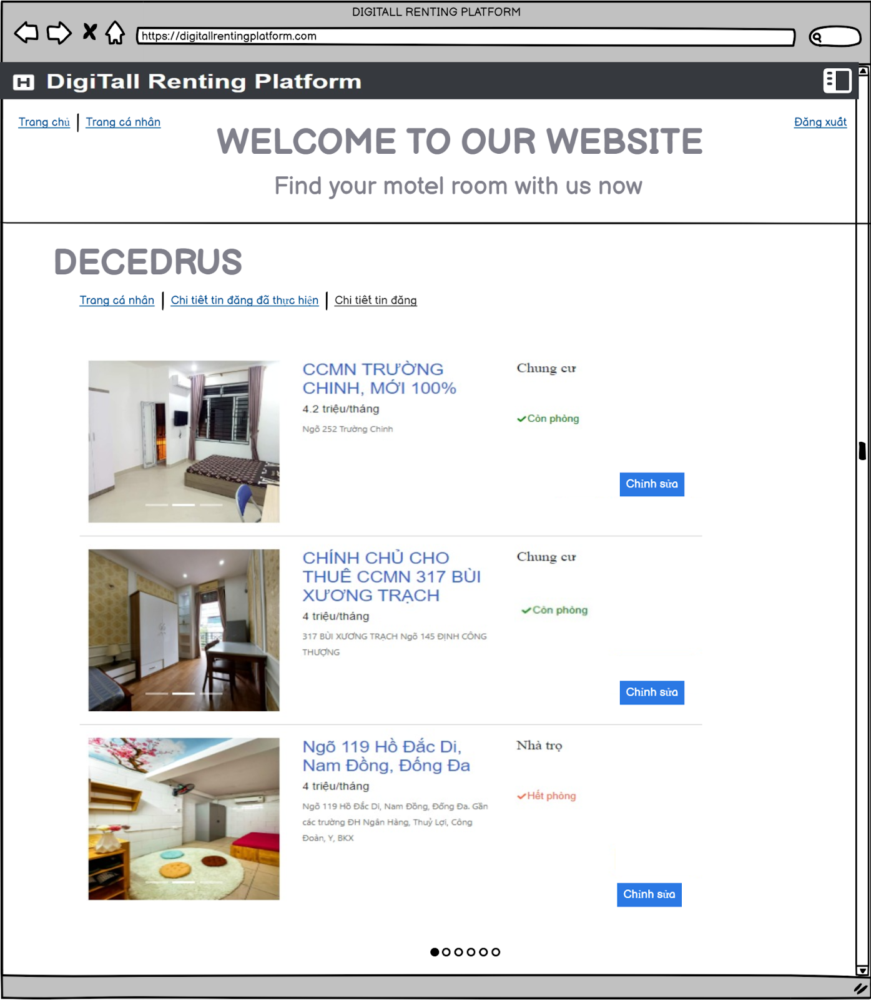 DIGITALL RENTING PLATFORM
https://digitallrentingplatform.com
H DigiTall Renting Platform
Trang chủ | Trang cá nhân
Đăng xuất
WELCOME TO OUR WEBSITE
Find your motel room with us now
DECEDRUS
Trang cá nhân | Chi tiết tin đăng đã thực hiện | Chi tiết tin đăng
CCMN TRƯỜNG
CHINH, MỚI 100%
4.2 triệu/tháng
Ngõ 252 Trường Chinh
Chung cư
Còn phòng
Chỉnh sửa
CHÍNH CHỦ CHO
THUÊ CCMN 317 BÙI
XƯƠNG TRẠCH
4 triệu/tháng
317 BÙI XƯƠNG TRẠCH Ngõ 145 ĐỊNH CÔNG
THƯỢNG
Chung cư
Còn phòng
Chỉnh sửa
Ngõ 119 Hồ Đắc Di,
Nam Đồng, Đống Đa
4 triệu/tháng
Ngõ 119 Hồ Đắc Di, Nam Đồng, Đống Đa. Gần
các trường ĐH Ngân Hàng, Thuỷ Lợi, Công
Đoàn, Y, BKX
Nhà trọ
Hết phòng
Chỉnh sửa